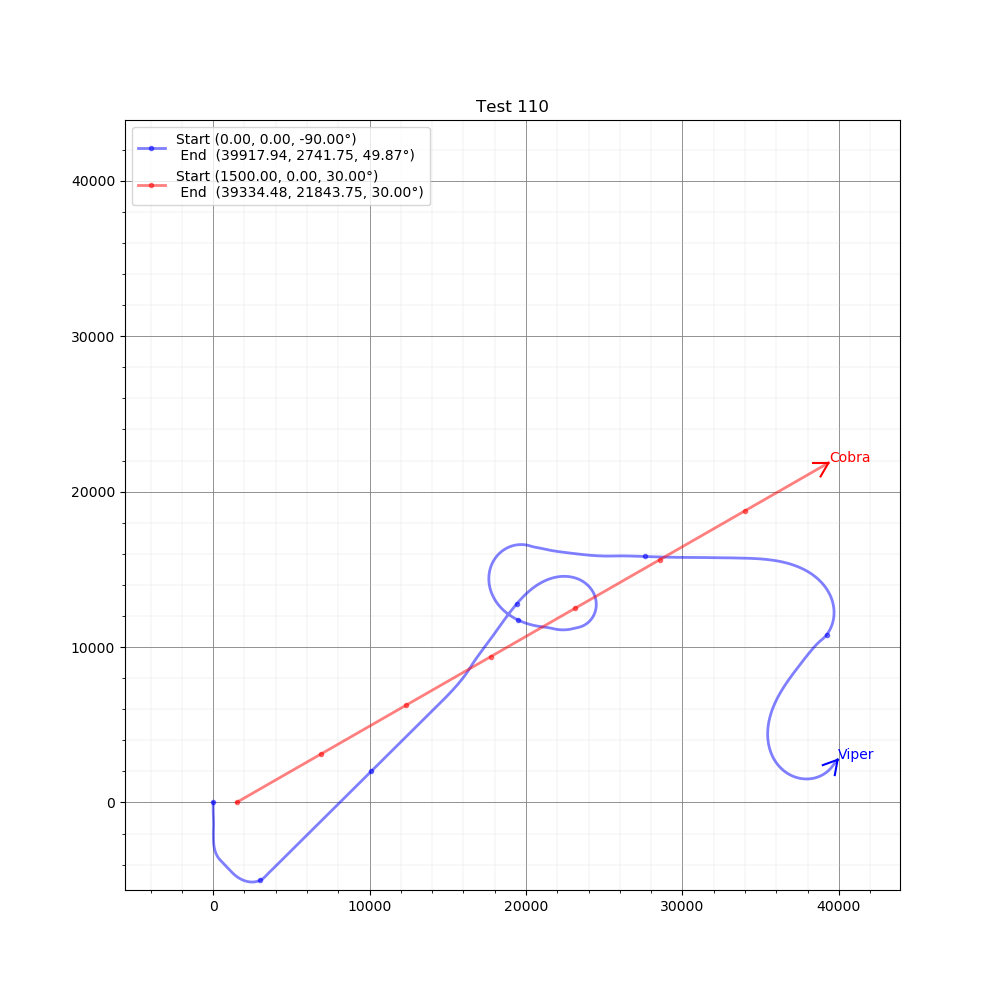 Test 110
Start (0.00, 0.00, -90.00°)
End  (39917.94, 2741.75, 49.87°)
Start (1500.00, 0.00, 30.00°)
End  (39334.48, 21843.75, 30.00°)
40000
30000
Cobra
20000
10000
Viper
0
0 10000 20000 30000 40000